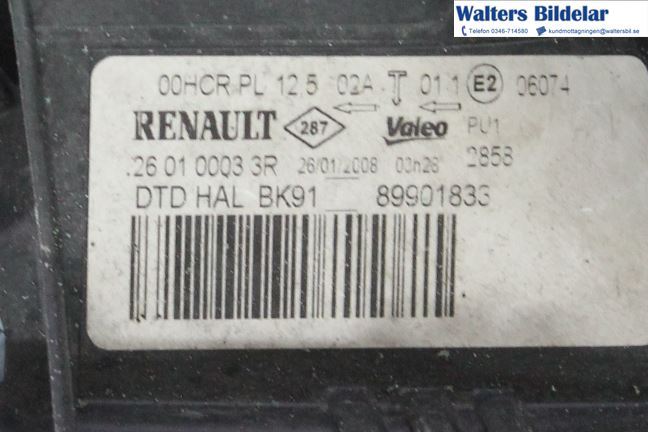 Walters Bildelar
Telefon 0346-714580 kundmottagningen@waltersbil.se
00HCR PL 12.5 02A 01 1 E2 06074
RENAULT 287 Valeo PU1
26 01 0003 3R 26/01/2008 03h28 2858
DTD HAL BK91 89901833